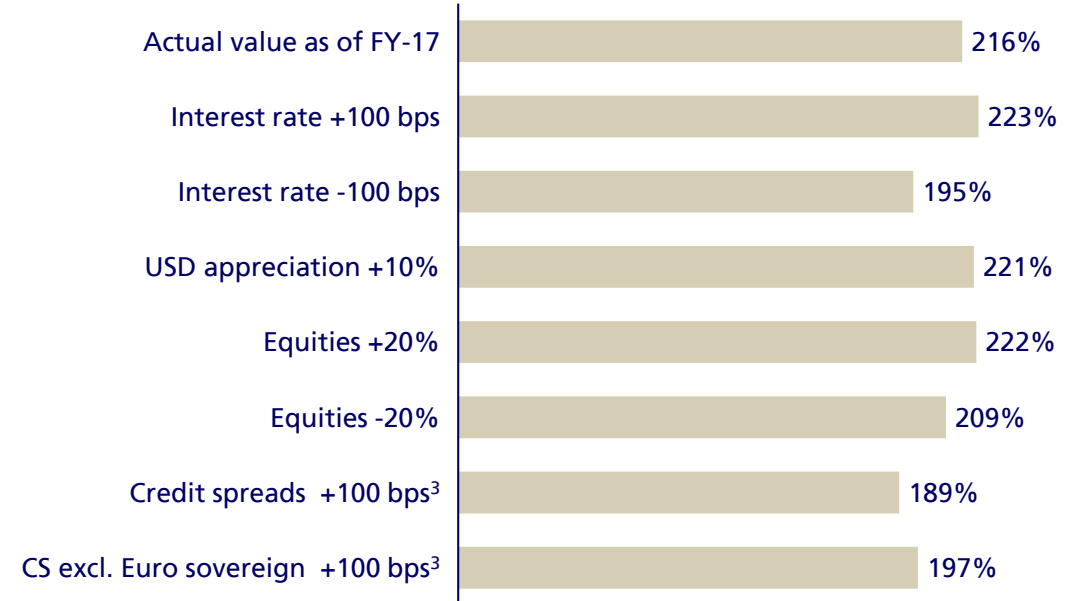 Actual value as of FY-17 216%
Interest rate +100 bps 223%
Interest rate -100 bps 195%
USD appreciation +10% 221%
Equities +20% 222%
Equities -20% 209%
Credit spreads +100 bps³ 189%
CS excl. Euro sovereign +100 bps³ 197%